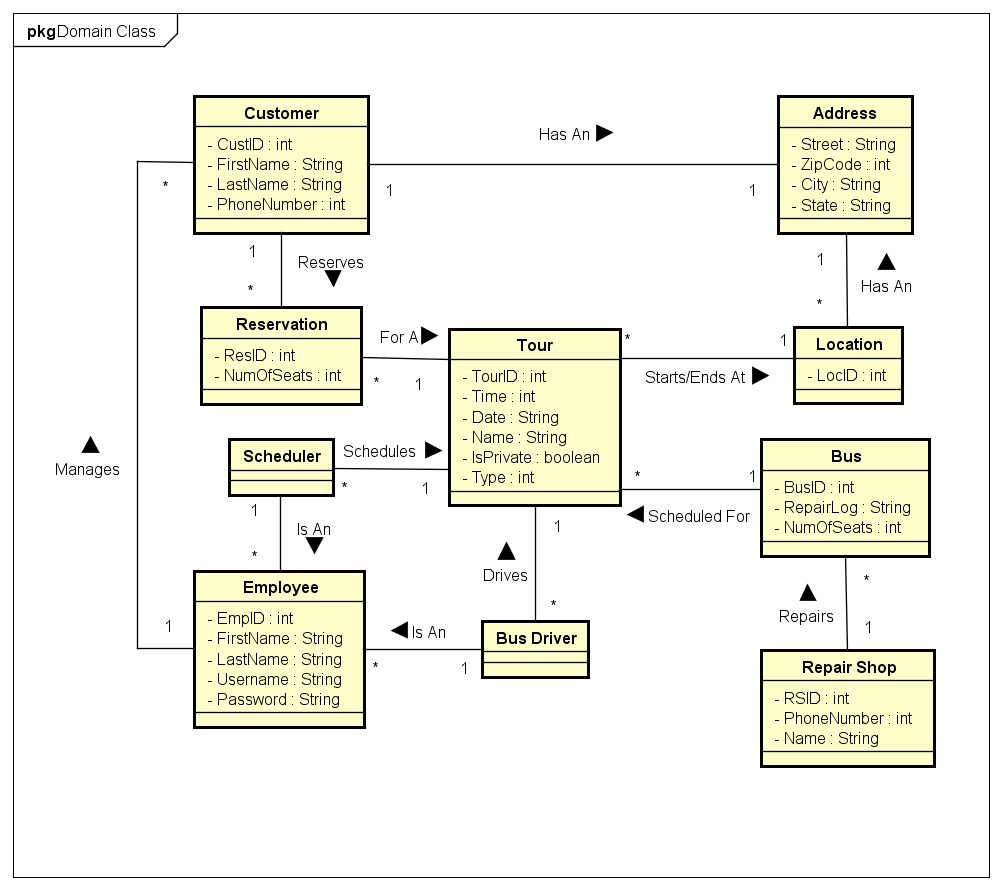 pkg Domain Class
Customer
- CustID : int
- FirstName : String
- LastName : String
- PhoneNumber : int
Has An
1
1
Address
- Street : String
- ZipCode : int
- City : String
- State : String
*
1
Reserves
*
1
Has An
*
Reservation
- ResID : int
- NumOfSeats : int
For A
*
1
Tour
- TourID : int
- Time : int
- Date : String
- Name : String
- IsPrivate : boolean
- Type : int
*
1
Starts/Ends At
Location
- LocID : int
Manages
Scheduler
Schedules
*
1
*
1
Scheduled For
Bus
- BusID : int
- RepairLog : String
- NumOfSeats : int
1
Is An
*
1
Drives
*
*
Repairs
1
Employee
- EmpID : int
- FirstName : String
- LastName : String
- Username : String
- Password : String
1
Is An
*
1
Bus Driver
Repair Shop
- RSID : int
- PhoneNumber : int
- Name : String